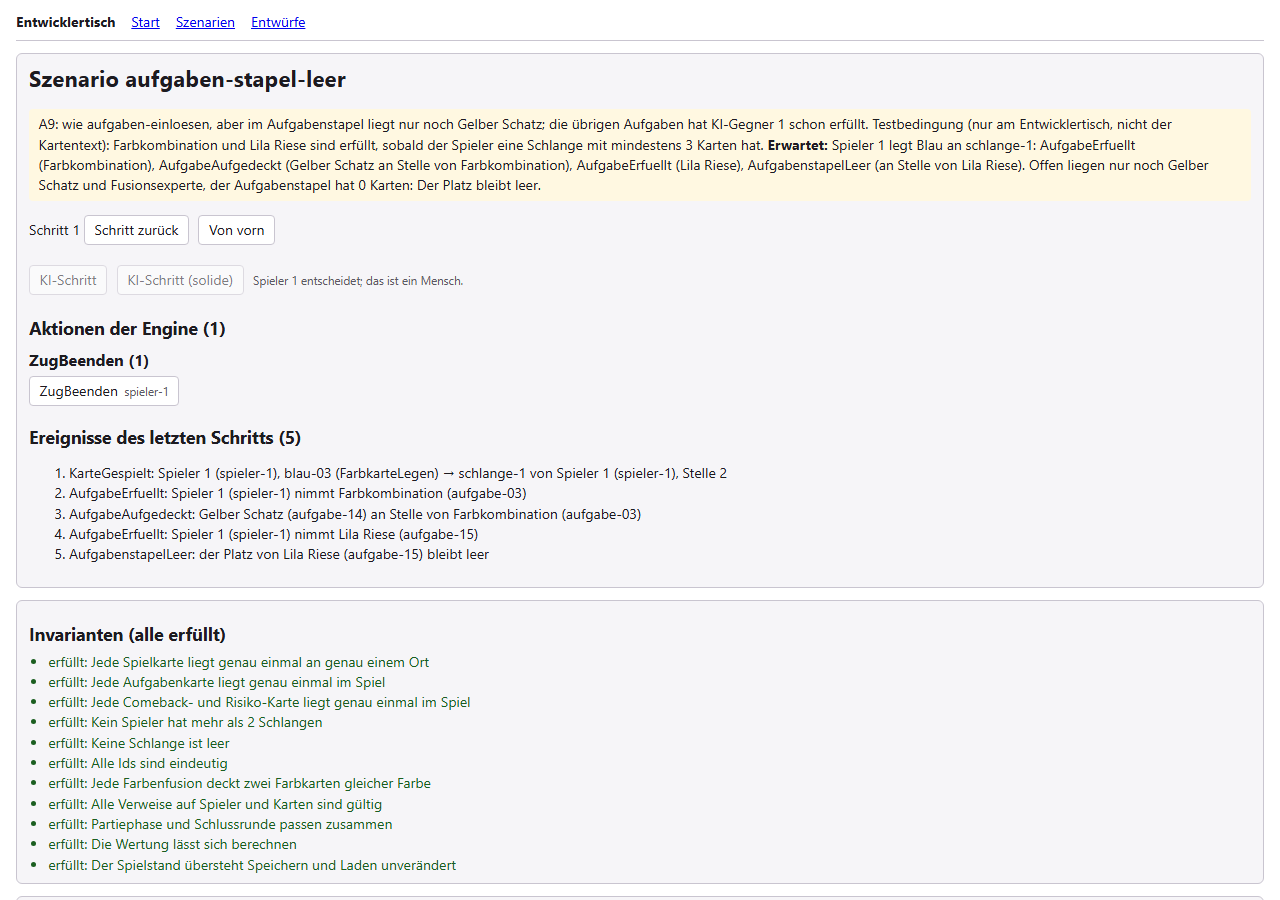 Entwicklertisch Start Szenarien Entwürfe
Szenario aufgaben-stapel-leer
A9: wie aufgaben-einloesen, aber im Aufgabenstapel liegt nur noch Gelber Schatz; die übrigen Aufgaben hat KI-Gegner 1 schon erfüllt. Testbedingung (nur am Entwicklertisch, nicht der
Kartentext): Farbkombination und Lila Riese sind erfüllt, sobald der Spieler eine Schlange mit mindestens 3 Karten hat. Erwartet: Spieler 1 legt Blau an schlange-1: AufgabeErfuellt
(Farbkombination), AufgabeAufgedeckt (Gelber Schatz an Stelle von Farbkombination), AufgabeErfuellt (Lila Riese), AufgabenstapelLeer (an Stelle von Lila Riese). Offen liegen nur noch Gelber
Schatz und Fusionsexperte, der Aufgabenstapel hat 0 Karten: Der Platz bleibt leer.
Schritt 1 Schritt zurück Von vorn
KI-Schritt KI-Schritt (solide) Spieler 1 entscheidet; das ist ein Mensch.
Aktionen der Engine (1)
ZugBeenden (1)
ZugBeenden spieler-1
Ereignisse des letzten Schritts (5)
1. KarteGespielt: Spieler 1 (spieler-1), blau-03 (FarbkarteLegen) → schlange-1 von Spieler 1 (spieler-1), Stelle 2
2. AufgabeErfuellt: Spieler 1 (spieler-1) nimmt Farbkombination (aufgabe-03)
3. AufgabeAufgedeckt: Gelber Schatz (aufgabe-14) an Stelle von Farbkombination (aufgabe-03)
4. AufgabeErfuellt: Spieler 1 (spieler-1) nimmt Lila Riese (aufgabe-15)
5. AufgabenstapelLeer: der Platz von Lila Riese (aufgabe-15) bleibt leer
Invarianten (alle erfüllt)
• erfüllt: Jede Spielkarte liegt genau einmal an genau einem Ort
• erfüllt: Jede Aufgabenkarte liegt genau einmal im Spiel
• erfüllt: Jede Comeback- und Risiko-Karte liegt genau einmal im Spiel
• erfüllt: Kein Spieler hat mehr als 2 Schlangen
• erfüllt: Keine Schlange ist leer
• erfüllt: Alle Ids sind eindeutig
• erfüllt: Jede Farbenfusion deckt zwei Farbkarten gleicher Farbe
• erfüllt: Alle Verweise auf Spieler und Karten sind gültig
• erfüllt: Partiephase und Schlussrunde passen zusammen
• erfüllt: Die Wertung lässt sich berechnen
• erfüllt: Der Spielstand übersteht Speichern und Laden unverändert